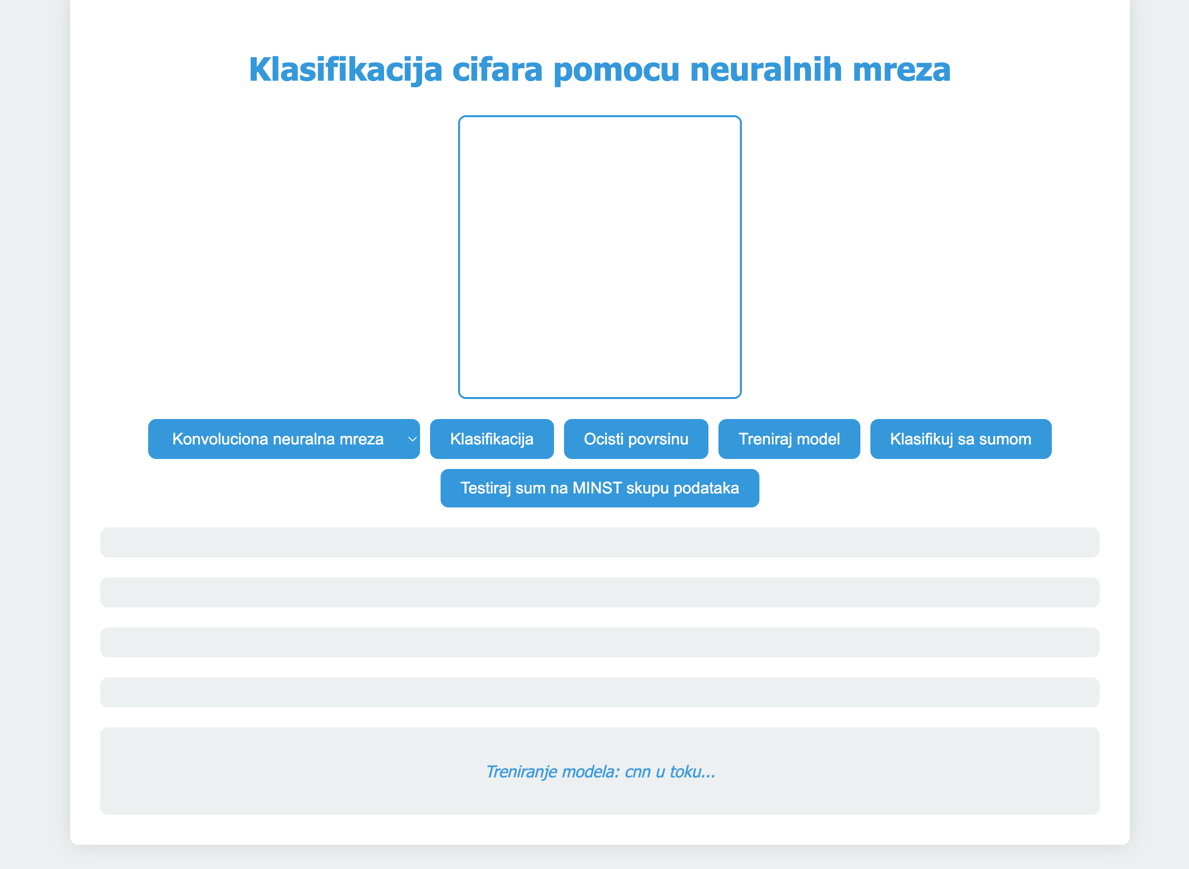 Klasifikacija cifara pomocu neuralnih mreza
Konvoluciona neuralna mreza
Klasifikacija
Ocisti povrsinu
Treniraj model
Klasifikuj sa sumom
Testiraj sum na MINST skupu podataka
Treniranje modela: cnn u toku...